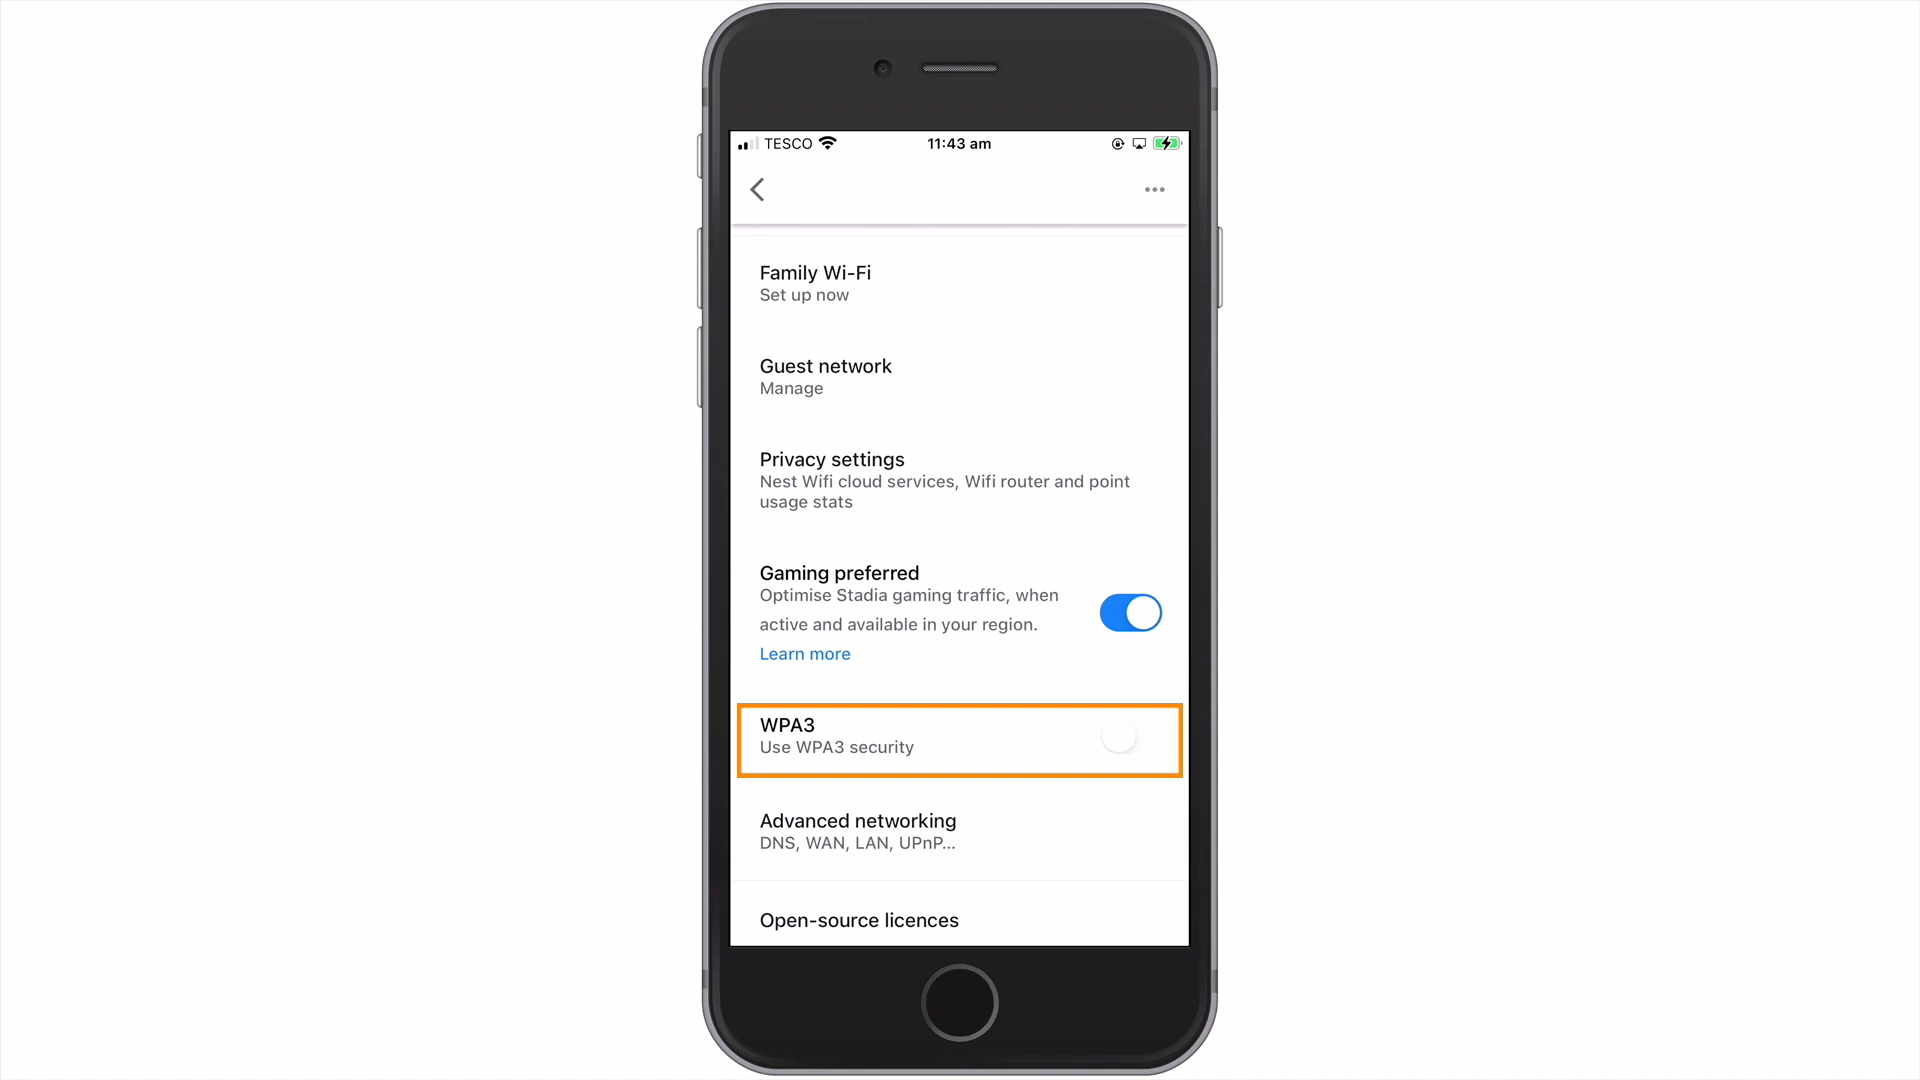 TESCO 11:43 am
Family Wi-Fi
Set up now
Guest network
Manage
Privacy settings
Nest Wifi cloud services, Wifi router and point
usage stats
Gaming preferred
Optimise Stadia gaming traffic, when
active and available in your region.
Learn more
WPA3
Use WPA3 security
Advanced networking
DNS, WAN, LAN, UPnP...
Open-source licences